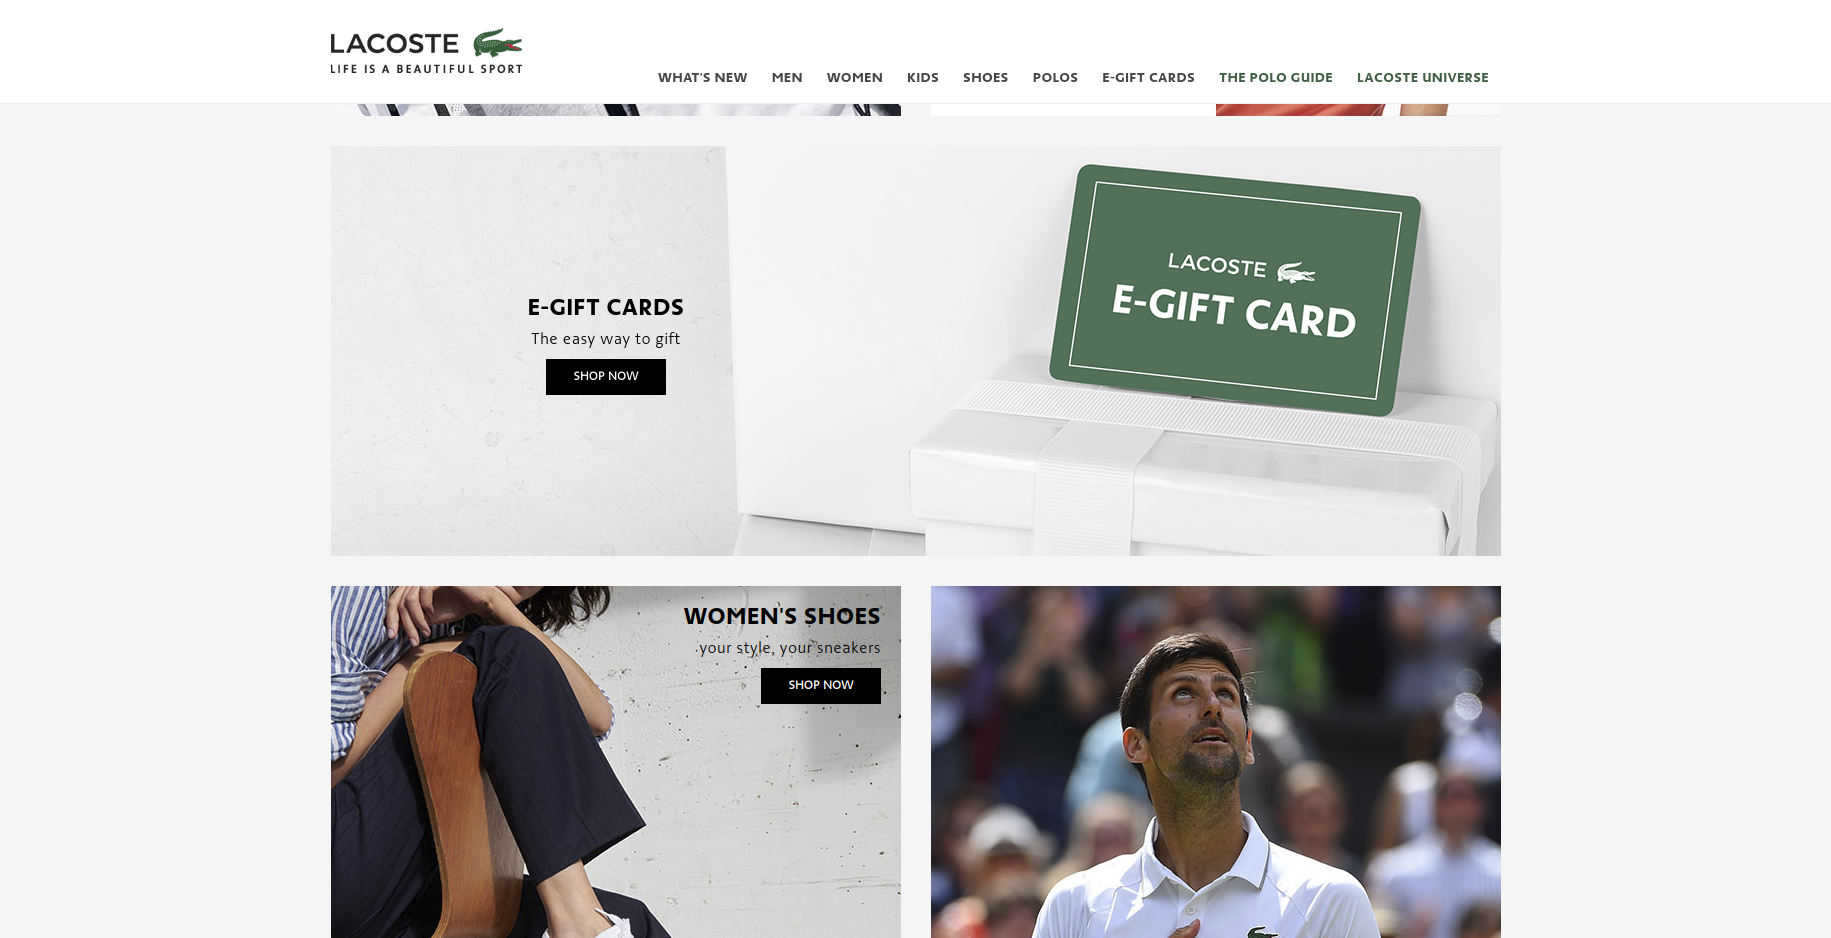 LACOSTE
LIFE IS A BEAUTIFUL SPORT
WHAT'S NEW MEN WOMEN KIDS SHOES POLOS E-GIFT CARDS THE POLO GUIDE LACOSTE UNIVERSE
E-GIFT CARDS
The easy way to gift
SHOP NOW
LACOSTE
E-GIFT CARD
WOMEN'S SHOES
your style, your sneakers
SHOP NOW